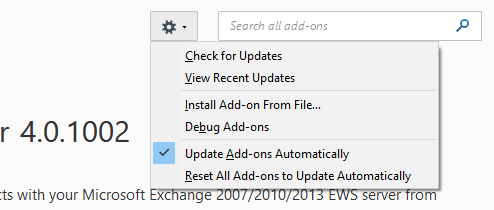 Search all add-ons
Check for Updates
View Recent Updates
Install Add-on From File...
Debug Add-ons
r 4.0.1002
Update Add-ons Automatically
Reset All Add-ons to Update Automatically
cts with your Microsoft Exchange 2007/2010/2013 EWS server from